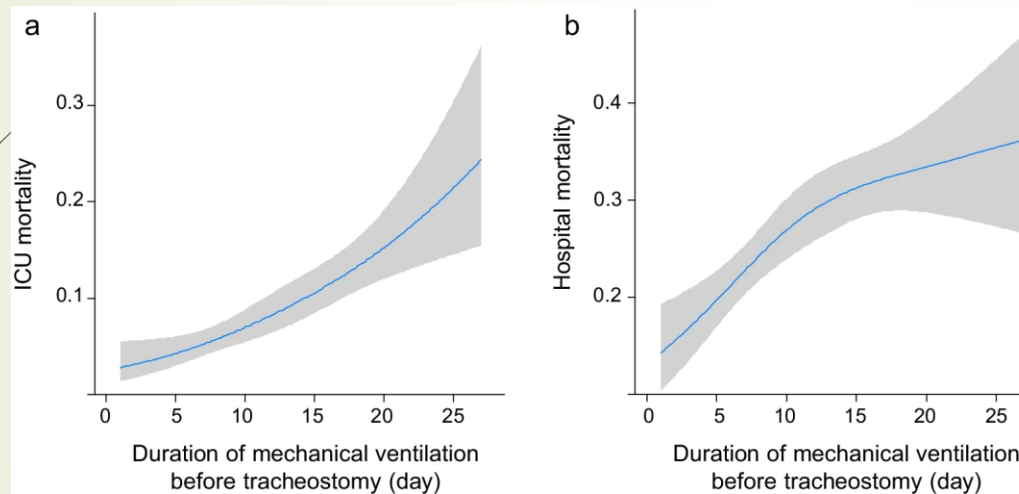 a
ICU mortality
0.3
0.2
0.1
0 5 10 15 20 25
Duration of mechanical ventilation
before tracheostomy (day)
b
Hospital mortality
0.4
0.3
0.2
0 5 10 15 20 25
Duration of mechanical ventilation
before tracheostomy (day)